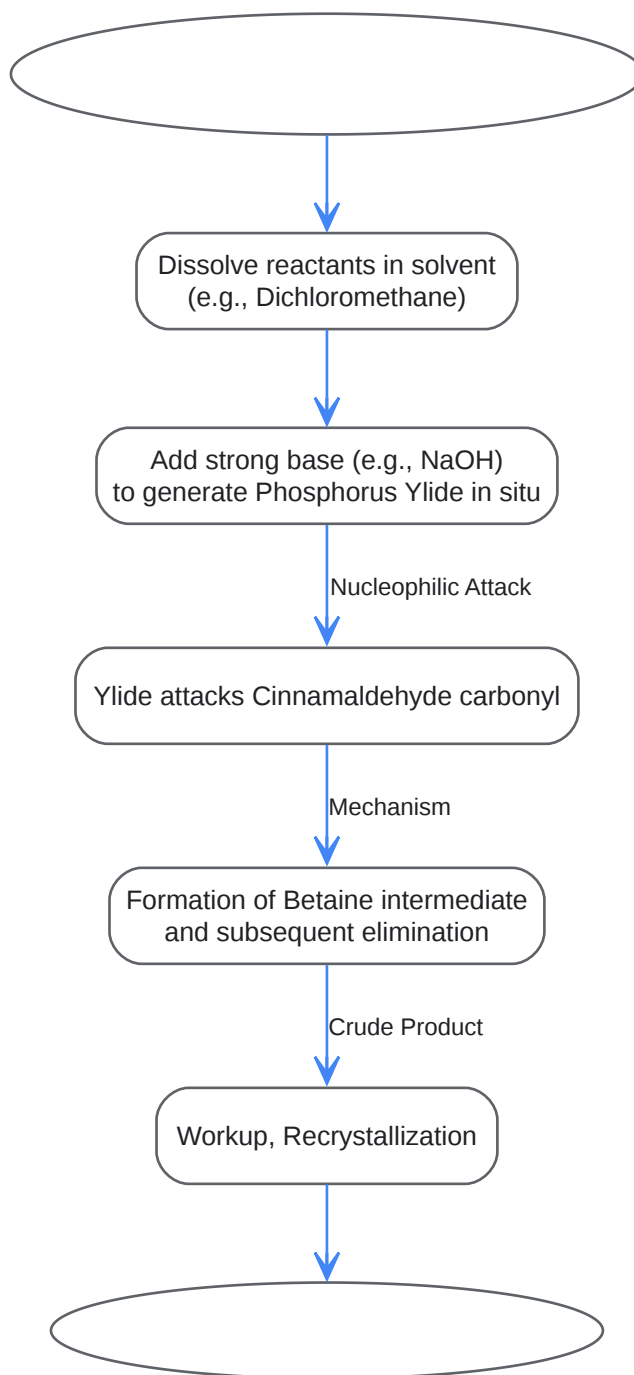 Dissolve reactants in solvent
(e.g., Dichloromethane)
Add strong base (e.g., NaOH)
to generate Phosphorus Ylide in situ
Nucleophilic Attack
Ylide attacks Cinnamaldehyde carbonyl
Mechanism
Formation of Betaine intermediate
and subsequent elimination
Crude Product
Workup, Recrystallization